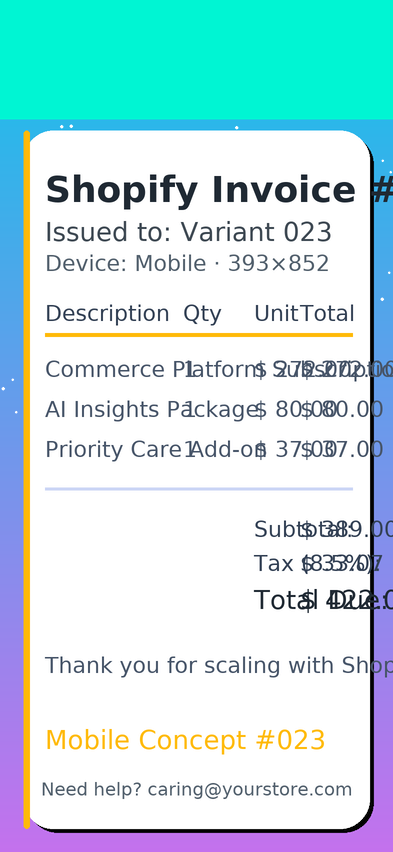 Shopify Invoice #
Issued to: Variant 023
Device: Mobile · 393×852
Description Qty Unit Total
Commerce Platform Subscription 1 $ 272.00 $ 272.00
AI Insights Package 1 $ 80.00 $ 80.00
Priority Care Add-on 1 $ 37.00 $ 37.00
Subtotal: $ 389.00
Tax (8.5%): $ 33.07
Total Due: $ 422.0
Thank you for scaling with Shop
Mobile Concept #023
Need help? caring@yourstore.com